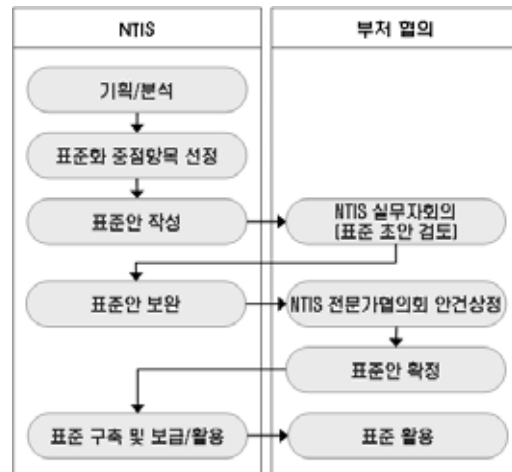 NTIS
부처 협의
기획/분석
표준화 중점항목 선정
표준안 작성
NTIS 실무자회의
(표준 초안 검토)
표준안 보완
NTIS 전문가협의회 안건상정
표준안 확정
표준 구축 및 보급/활용
표준 활용